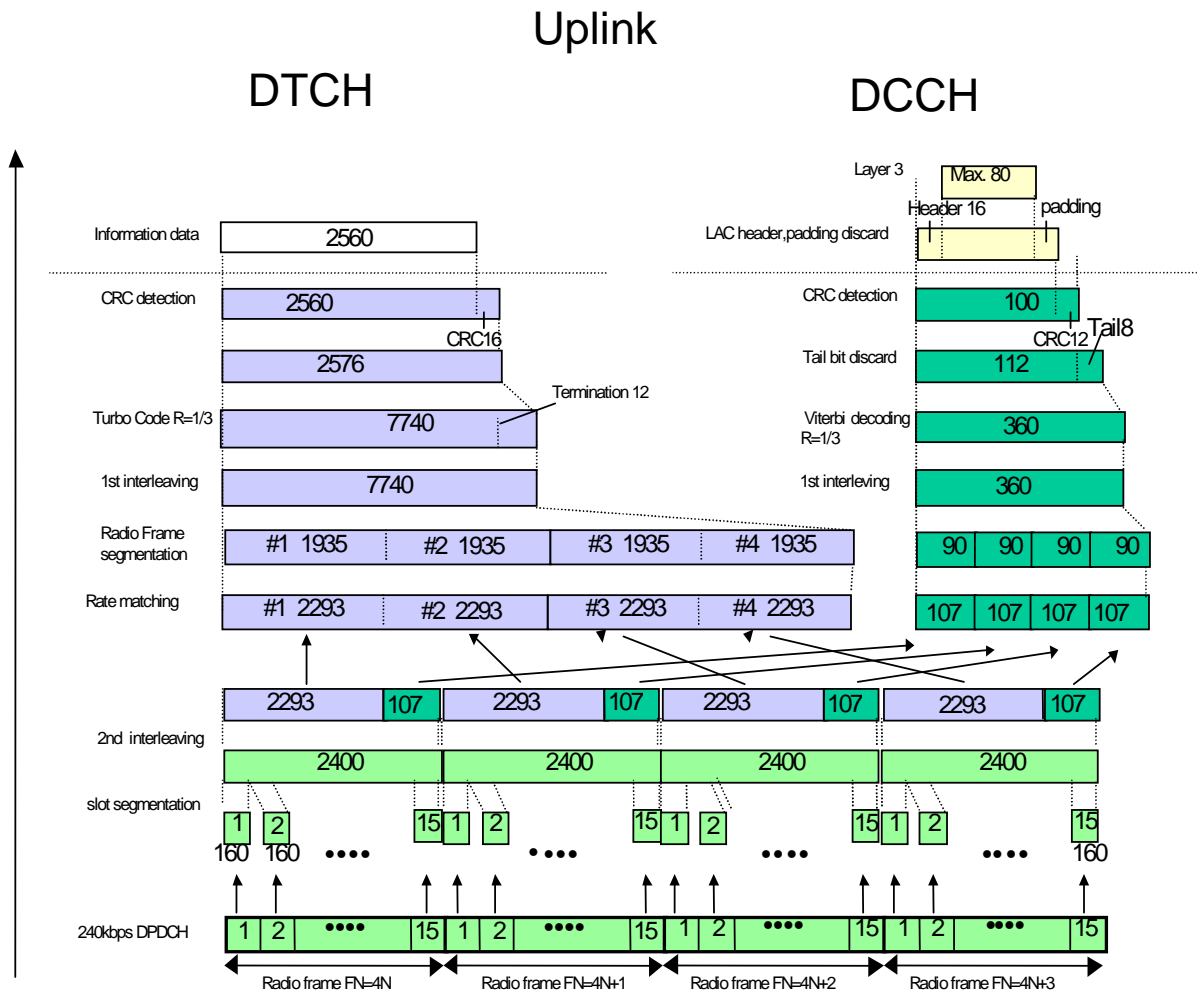 Uplink
DTCH
DCCH
Layer 3
Max. 80
Header 16
padding
Information data
2560
LAC header,padding discard
CRC detection
2560
CRC detection
100
CRC16
CRC12
Tail8
2576
Tail bit discard
112
Termination 12
Turbo Code R=1/3
7740
Viterbi decoding
R=1/3
360
1st interleaving
7740
1st interleving
360
Radio Frame
segmentation
#1 1935 #2 1935 #3 1935 #4 1935
90 90 90 90
Rate matching
#1 2293 #2 2293 #3 2293 #4 2293
107 107 107 107
2293 107 2293 107 2293 107 2293 107
2nd interleaving
2400 2400 2400 2400
slot segmentation
1 2 15 1 2 15 1 2 15 1 2 15
160 160 •••• •••• •••• •••• 160
240kbps DPDCH
1 2 •••• 15 1 2 •••• 15 1 2 •••• 15 1 2 •••• 15
Radio frame FN=4N Radio frame FN=4N+1 Radio frame FN=4N+2 Radio frame FN=4N+3